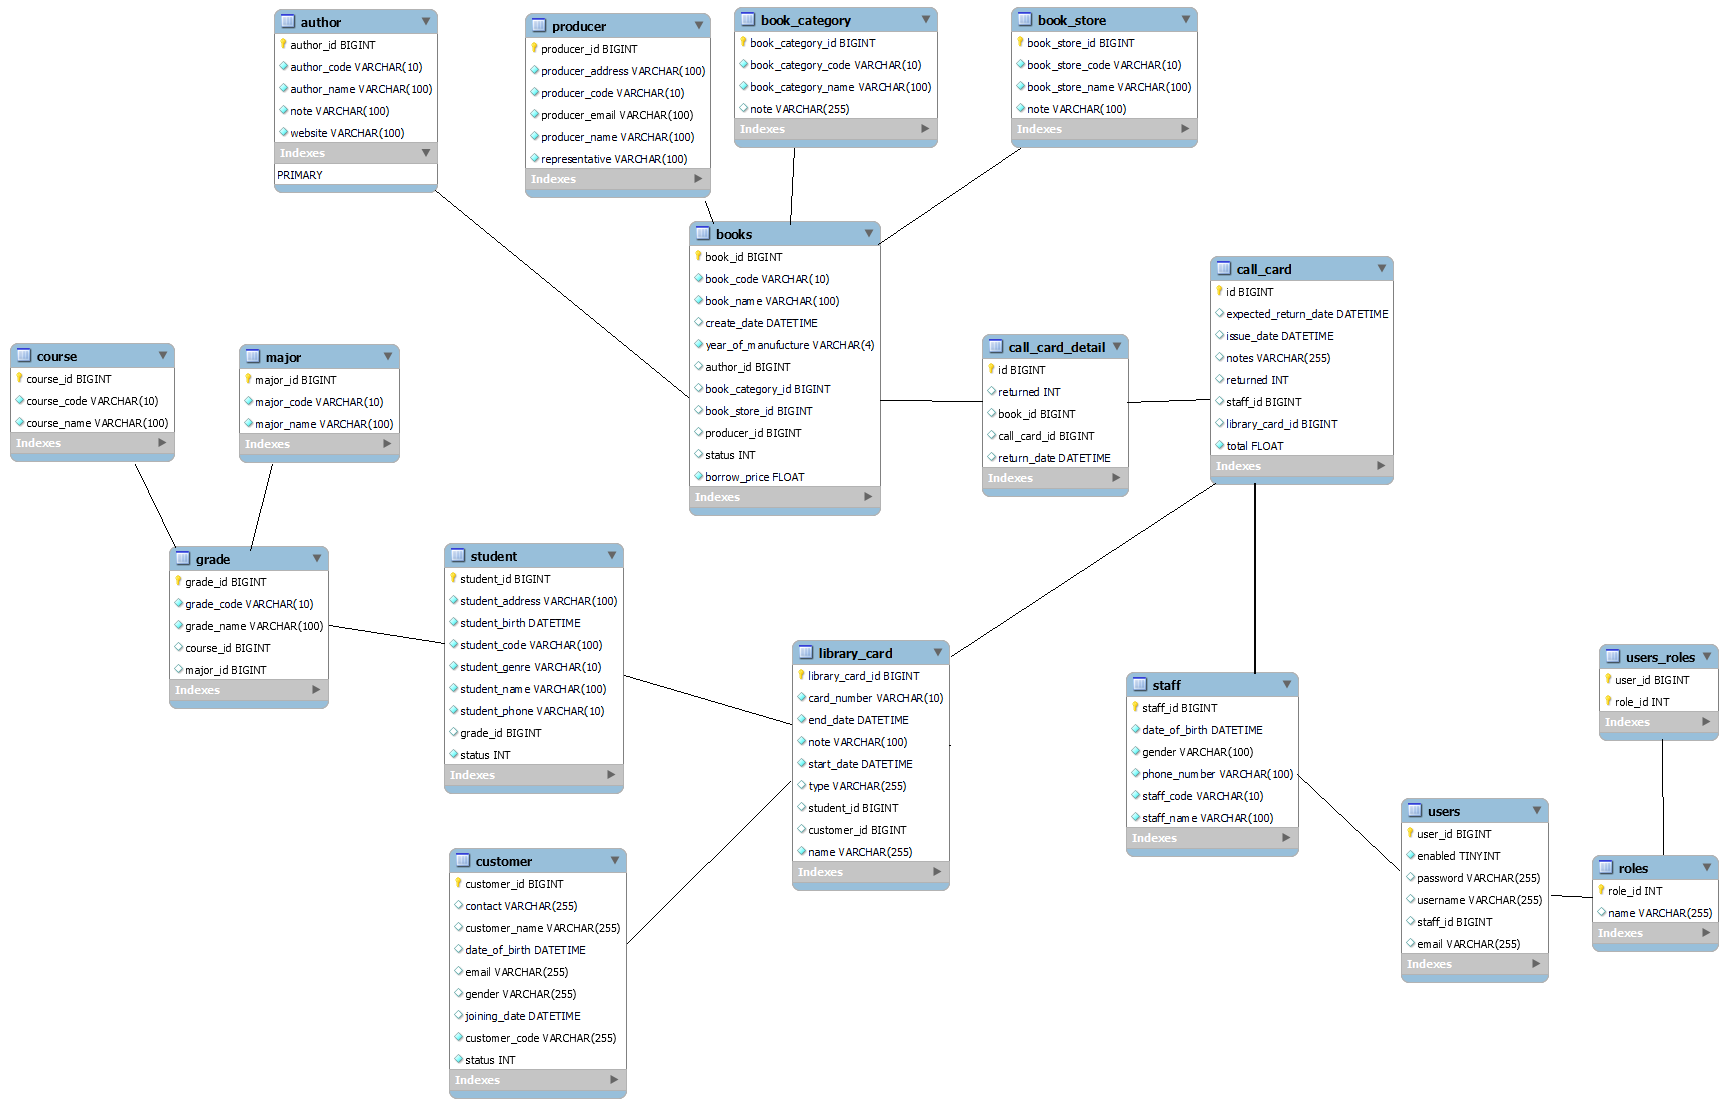 author
author_id BIGINT
author_code VARCHAR(10)
author_name VARCHAR(100)
note VARCHAR(100)
website VARCHAR(100)
Indexes
PRIMARY
producer
producer_id BIGINT
producer_address VARCHAR(100)
producer_code VARCHAR(10)
producer_email VARCHAR(100)
producer_name VARCHAR(100)
representative VARCHAR(100)
Indexes
book_category
book_category_id BIGINT
book_category_code VARCHAR(10)
book_category_name VARCHAR(100)
note VARCHAR(255)
Indexes
book_store
book_store_id BIGINT
book_store_code VARCHAR(10)
book_store_name VARCHAR(100)
note VARCHAR(100)
Indexes
books
book_id BIGINT
book_code VARCHAR(10)
book_name VARCHAR(100)
create_date DATETIME
year_of_manufucture VARCHAR(4)
author_id BIGINT
book_category_id BIGINT
book_store_id BIGINT
producer_id BIGINT
status INT
borrow_price FLOAT
Indexes
call_card
id BIGINT
expected_return_date DATETIME
issue_date DATETIME
notes VARCHAR(255)
returned INT
staff_id BIGINT
library_card_id BIGINT
total FLOAT
Indexes
call_card_detail
id BIGINT
returned INT
book_id BIGINT
call_card_id BIGINT
return_date DATETIME
Indexes
course
course_id BIGINT
course_code VARCHAR(10)
course_name VARCHAR(100)
Indexes
major
major_id BIGINT
major_code VARCHAR(10)
major_name VARCHAR(100)
Indexes
grade
grade_id BIGINT
grade_code VARCHAR(10)
grade_name VARCHAR(100)
course_id BIGINT
major_id BIGINT
Indexes
student
student_id BIGINT
student_address VARCHAR(100)
student_birth DATETIME
student_code VARCHAR(100)
student_genre VARCHAR(10)
student_name VARCHAR(100)
student_phone VARCHAR(10)
grade_id BIGINT
status INT
Indexes
library_card
library_card_id BIGINT
card_number VARCHAR(10)
end_date DATETIME
note VARCHAR(100)
start_date DATETIME
type VARCHAR(255)
student_id BIGINT
customer_id BIGINT
name VARCHAR(255)
Indexes
staff
staff_id BIGINT
date_of_birth DATETIME
gender VARCHAR(100)
phone_number VARCHAR(100)
staff_code VARCHAR(10)
staff_name VARCHAR(100)
Indexes
users_roles
user_id BIGINT
role_id INT
Indexes
users
user_id BIGINT
enabled TINYINT
password VARCHAR(255)
username VARCHAR(255)
staff_id BIGINT
email VARCHAR(255)
Indexes
roles
role_id INT
name VARCHAR(255)
Indexes
customer
customer_id BIGINT
contact VARCHAR(255)
customer_name VARCHAR(255)
date_of_birth DATETIME
email VARCHAR(255)
gender VARCHAR(255)
joining_date DATETIME
customer_code VARCHAR(255)
status INT
Indexes